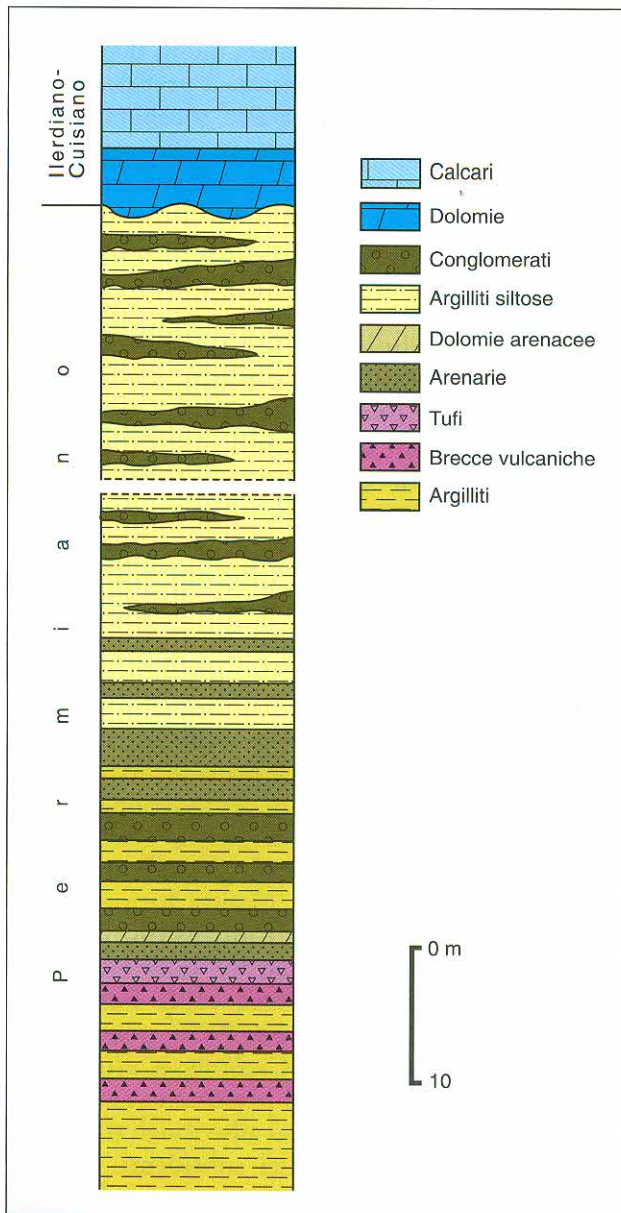 Ilerdiano-
Cuisiano
Permiano
Calcari
Dolomie
Conglomerati
Argilliti siltose
Dolomie arenacee
Arenarie
Tufi
Brecce vulcaniche
Argilliti
0 m
10